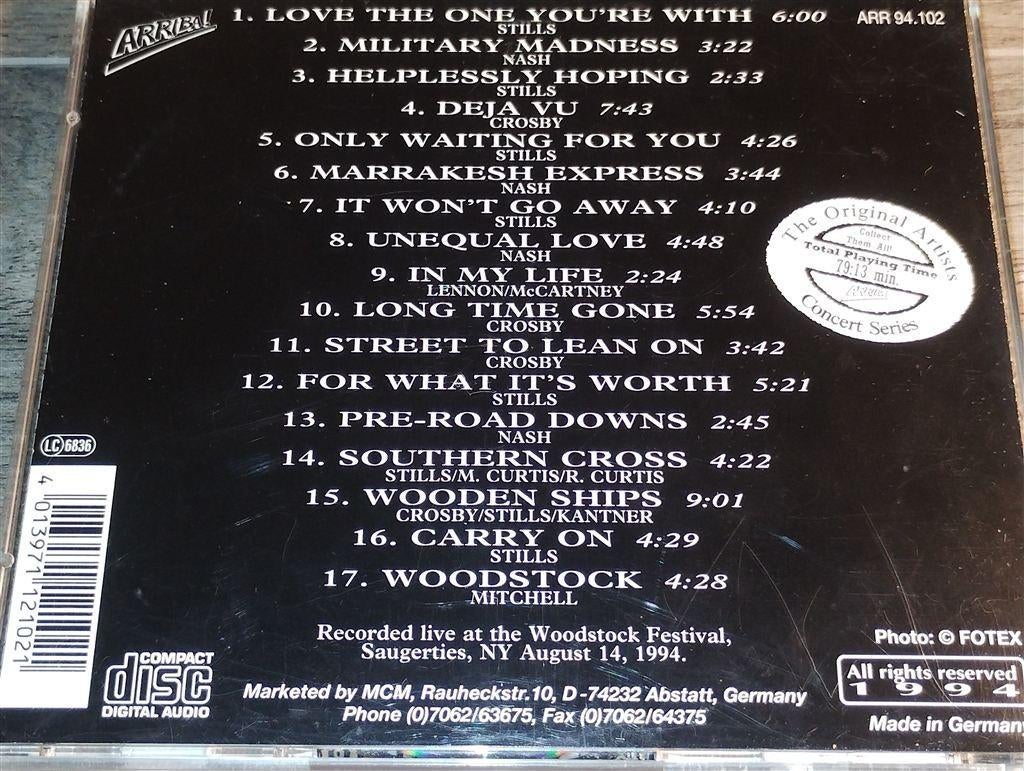 ARRIBA!
1. LOVE THE ONE YOU'RE WITH 6:00
ARR 94.102
STILLS
2. MILITARY MADNESS 3:22
NASH
3. HELPLESSLY HOPING 2:33
STILLS
4. DEJA VU 7:43
CROSBY
5. ONLY WAITING FOR YOU 4:26
STILLS
6. MARRAKESH EXPRESS 3:44
NASH
7. IT WON'T GO AWAY 4:10
STILLS
8. UNEQUAL LOVE 4:48
NASH
9. IN MY LIFE 2:24
LENNON/McCARTNEY
10. LONG TIME GONE 5:54
CROSBY
11. STREET TO LEAN ON 3:42
CROSBY
12. FOR WHAT IT'S WORTH 5:21
STILLS
13. PRE-ROAD DOWNS 2:45
NASH
14. SOUTHERN CROSS 4:22
STILLS/M. CURTIS/R. CURTIS
15. WOODEN SHIPS 9:01
CROSBY/STILLS/KANTNER
16. CARRY ON 4:29
STILLS
17. WOODSTOCK 4:28
MITCHELL
The Original Artists
Collect
Them All!
Total Playing Time
79:13 min.
ARRIBA!
Concert Series
LC 6836
4 013971 121021
Recorded live at the Woodstock Festival,
Saugerties, NY August 14, 1994.
COMPACT
disc
DIGITAL AUDIO
Marketed by MCM, Rauheckstr.10, D-74232 Abstatt, Germany
Phone (0)7062/63675, Fax (0)7062/64375
Photo: © FOTEX
All rights reserved
1994
Made in Germany